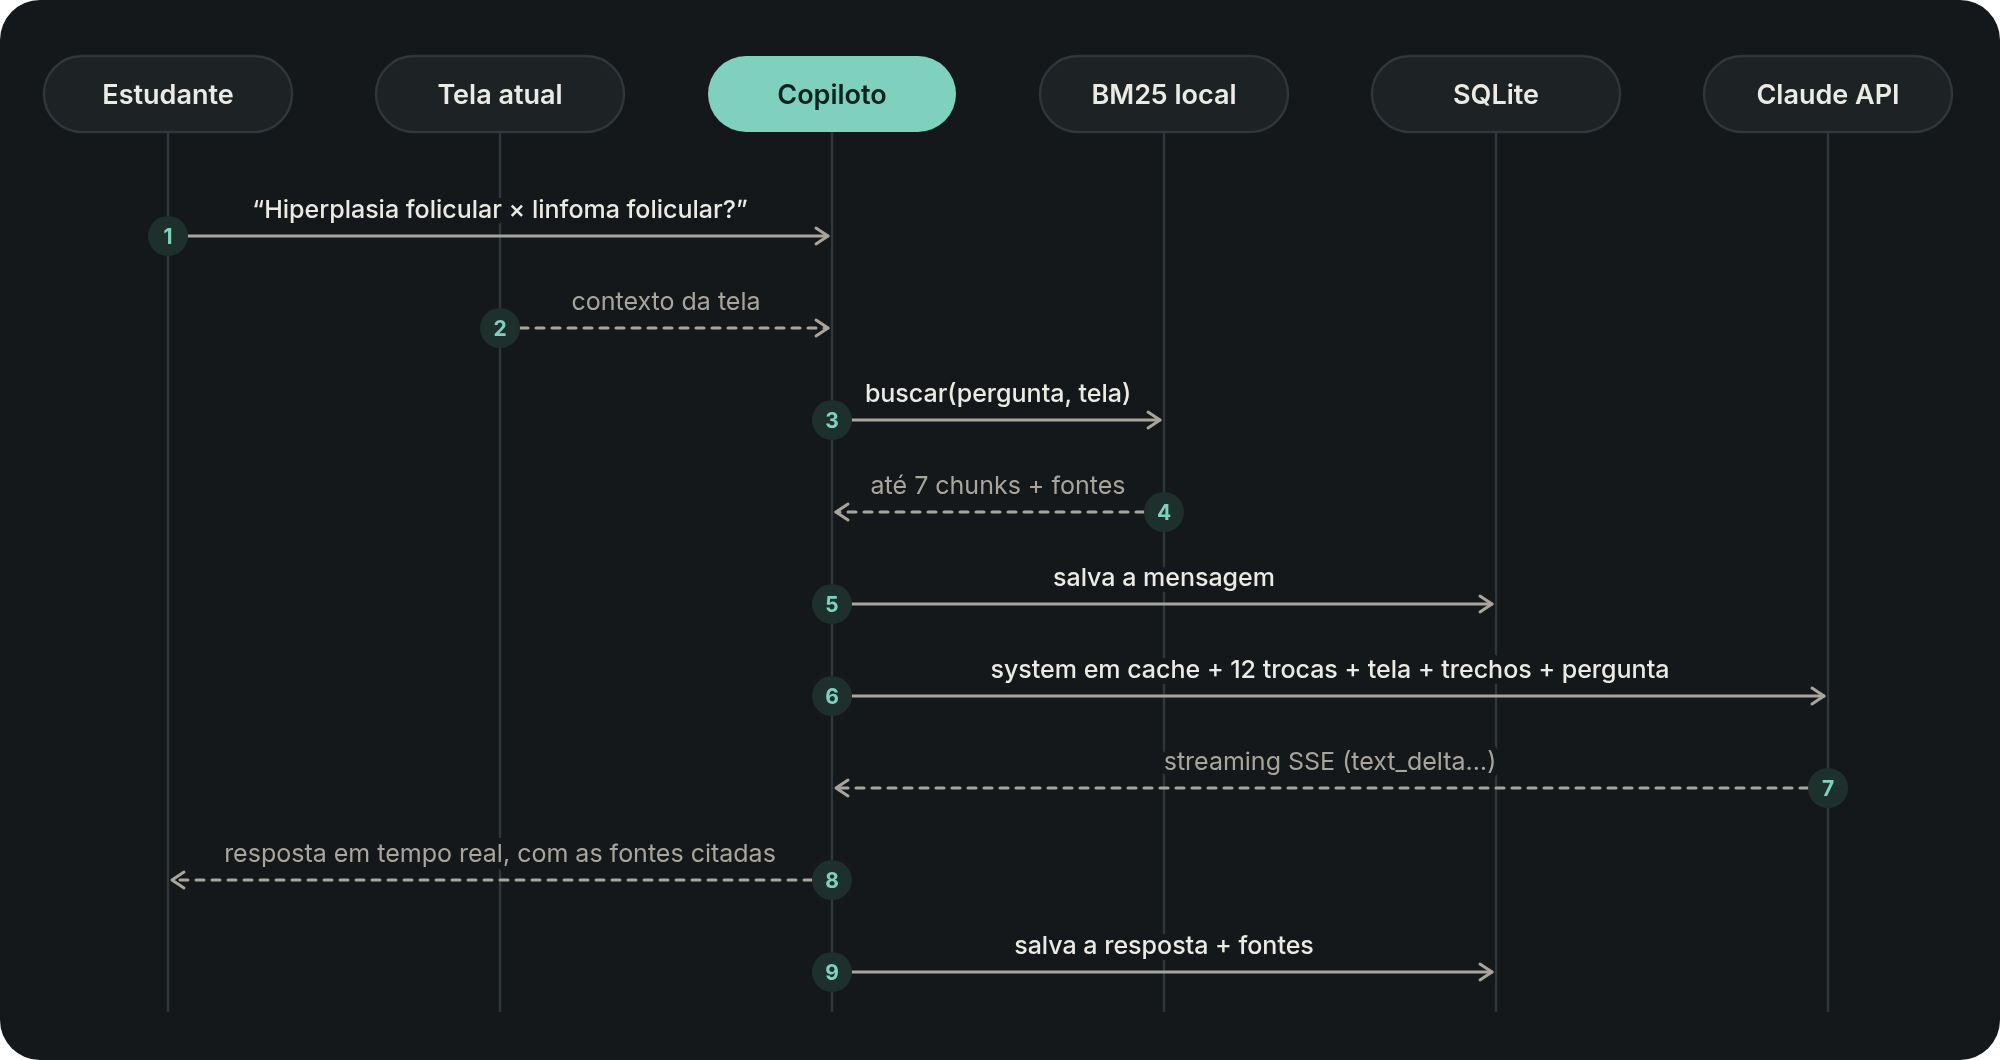 Estudante
Tela atual
Copiloto
BM25 local
SQLite
Claude API
“Hiperplasia folicular × linfoma folicular?”
1
contexto da tela
2
buscar(pergunta, tela)
3
até 7 chunks + fontes
4
salva a mensagem
5
system em cache + 12 trocas + tela + trechos + pergunta
6
streaming SSE (text_delta...)
7
resposta em tempo real, com as fontes citadas
8
salva a resposta + fontes
9